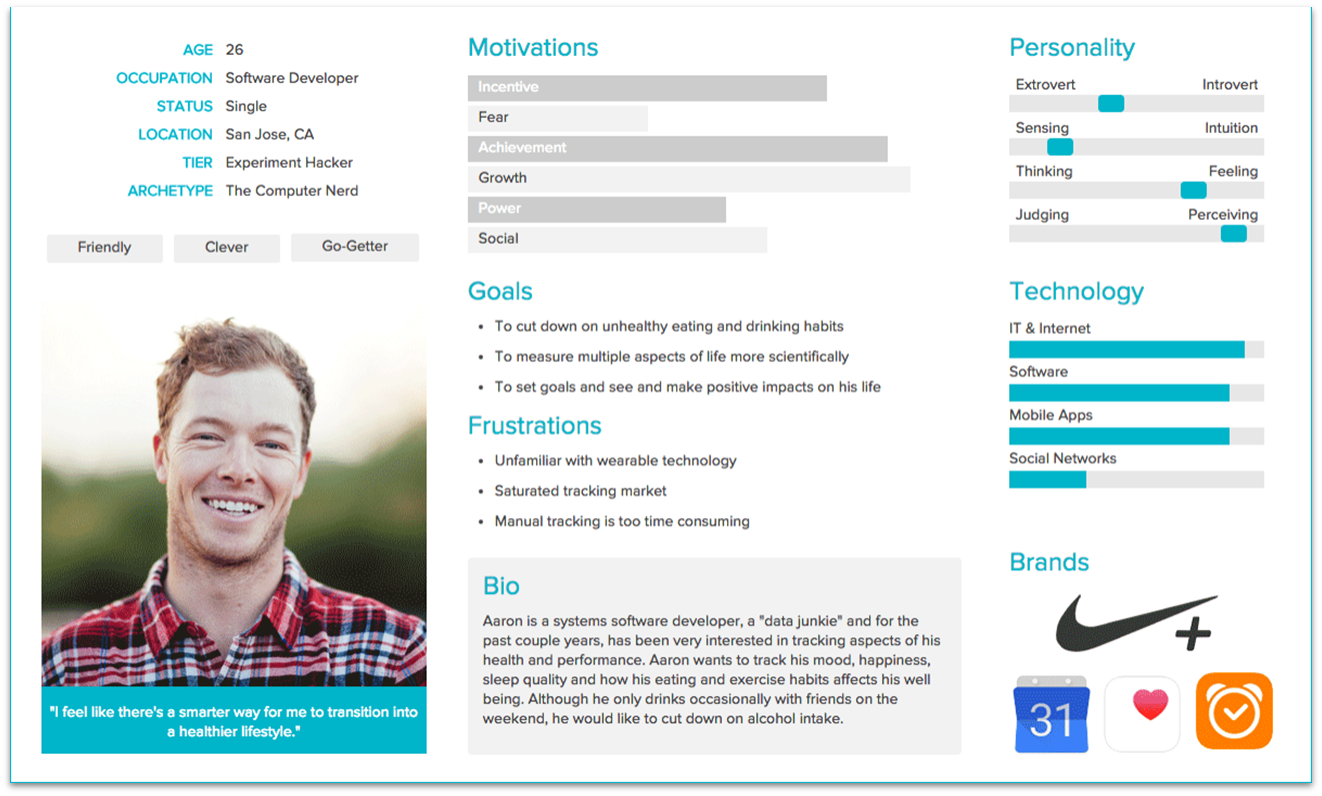 AGE 26
OCCUPATION Software Developer
STATUS Single
LOCATION San Jose, CA
TIER Experiment Hacker
ARCHETYPE The Computer Nerd
Friendly Clever Go-Getter
"I feel like there's a smarter way for me to transition into
a healthier lifestyle."
Motivations
Incentive
Fear
Achievement
Growth
Power
Social
Goals
• To cut down on unhealthy eating and drinking habits
• To measure multiple aspects of life more scientifically
• To set goals and see and make positive impacts on his life
Frustrations
• Unfamiliar with wearable technology
• Saturated tracking market
• Manual tracking is too time consuming
Bio
Aaron is a systems software developer, a "data junkie" and for the
past couple years, has been very interested in tracking aspects of his
health and performance. Aaron wants to track his mood, happiness,
sleep quality and how his eating and exercise habits affects his well
being. Although he only drinks occasionally with friends on the
weekend, he would like to cut down on alcohol intake.
Personality
Extrovert Introvert
Sensing Intuition
Thinking Feeling
Judging Perceiving
Technology
IT & Internet
Software
Mobile Apps
Social Networks
Brands
+
31